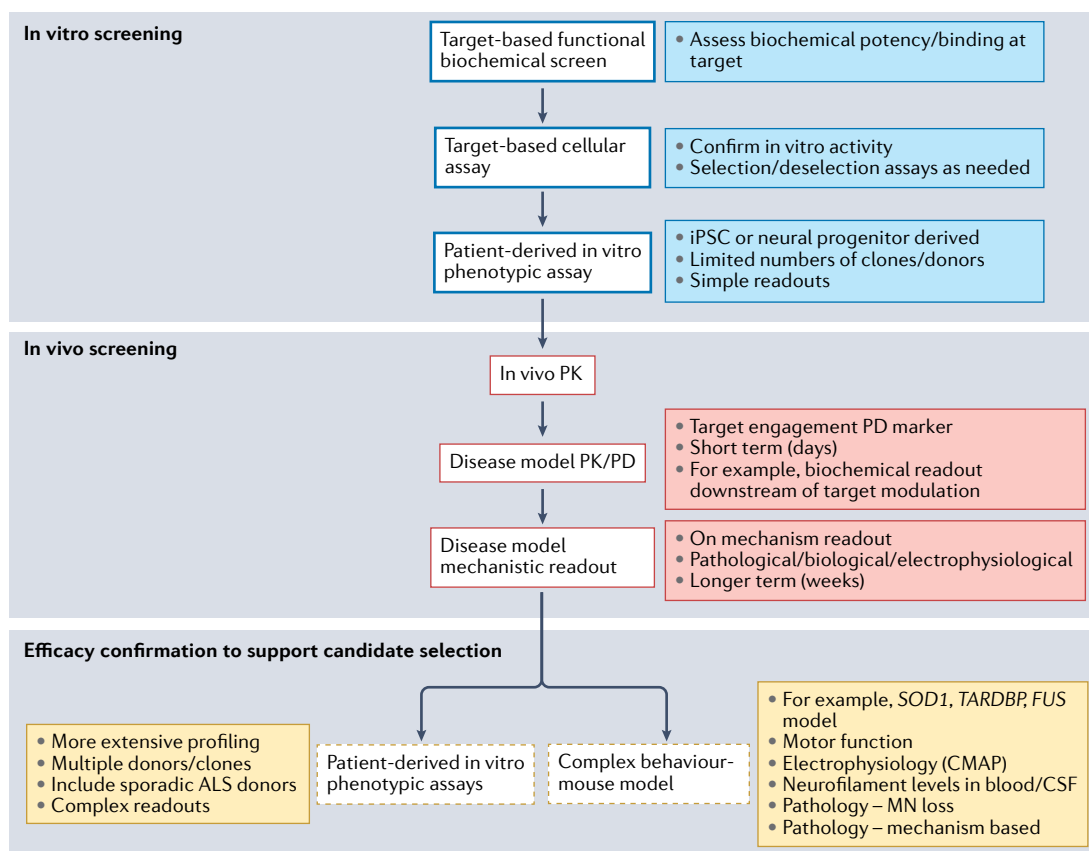 In vitro screening
Target-based functional
biochemical screen
• Assess biochemical potency/binding at
target
Target-based cellular
assay
• Confirm in vitro activity
• Selection/deselection assays as needed
Patient-derived in vitro
phenotypic assay
• iPSC or neural progenitor derived
• Limited numbers of clones/donors
• Simple readouts
In vivo screening
In vivo PK
Disease model PK/PD
• Target engagement PD marker
• Short term (days)
• For example, biochemical readout
downstream of target modulation
Disease model
mechanistic readout
• On mechanism readout
• Pathological/biological/electrophysiological
• Longer term (weeks)
Efficacy confirmation to support candidate selection
• More extensive profiling
• Multiple donors/clones
• Include sporadic ALS donors
• Complex readouts
Patient-derived in vitro
phenotypic assays
Complex behaviour-
mouse model
• For example, SOD1, TARDBP, FUS
model
• Motor function
• Electrophysiology (CMAP)
• Neurofilament levels in blood/CSF
• Pathology – MN loss
• Pathology – mechanism based